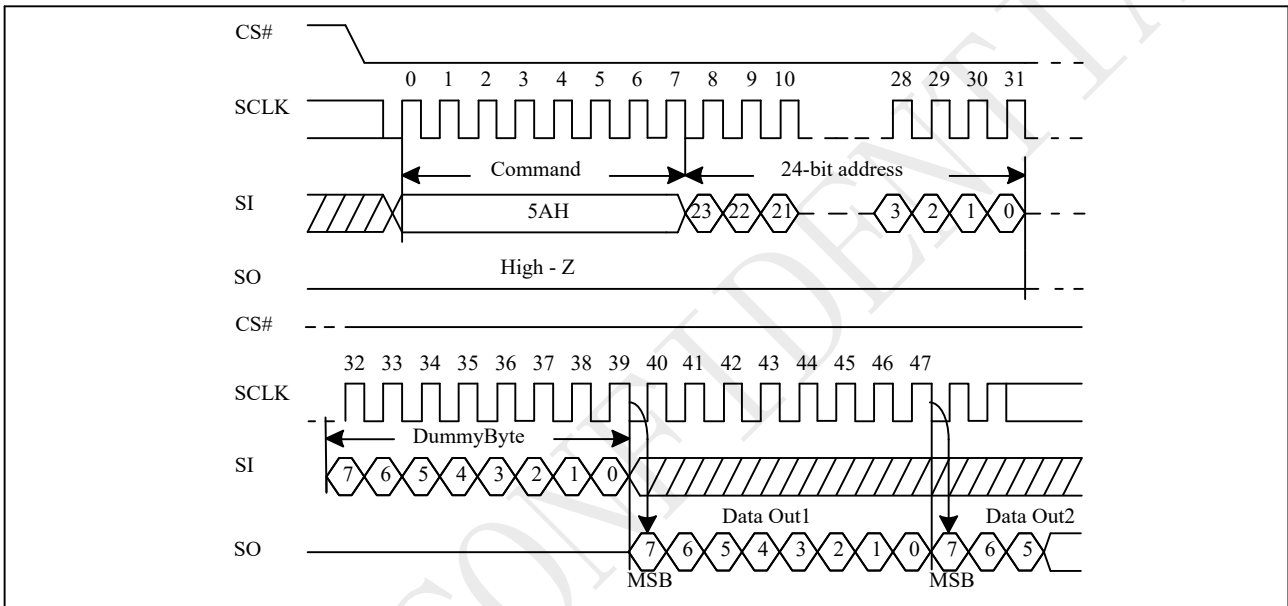 CS#
0 1 2 3 4 5 6 7 8 9 10 28 29 30 31
SCLK
Command 24-bit address
SI 5AH 23 22 21 3 2 1 0
SO High - Z
CS#
32 33 34 35 36 37 38 39 40 41 42 43 44 45 46 47
SCLK
DummyByte
SI 7 6 5 4 3 2 1 0
Data Out1 Data Out2
SO 7 6 5 4 3 2 1 0 7 6 5
MSB MSB
CONFIDENTIA